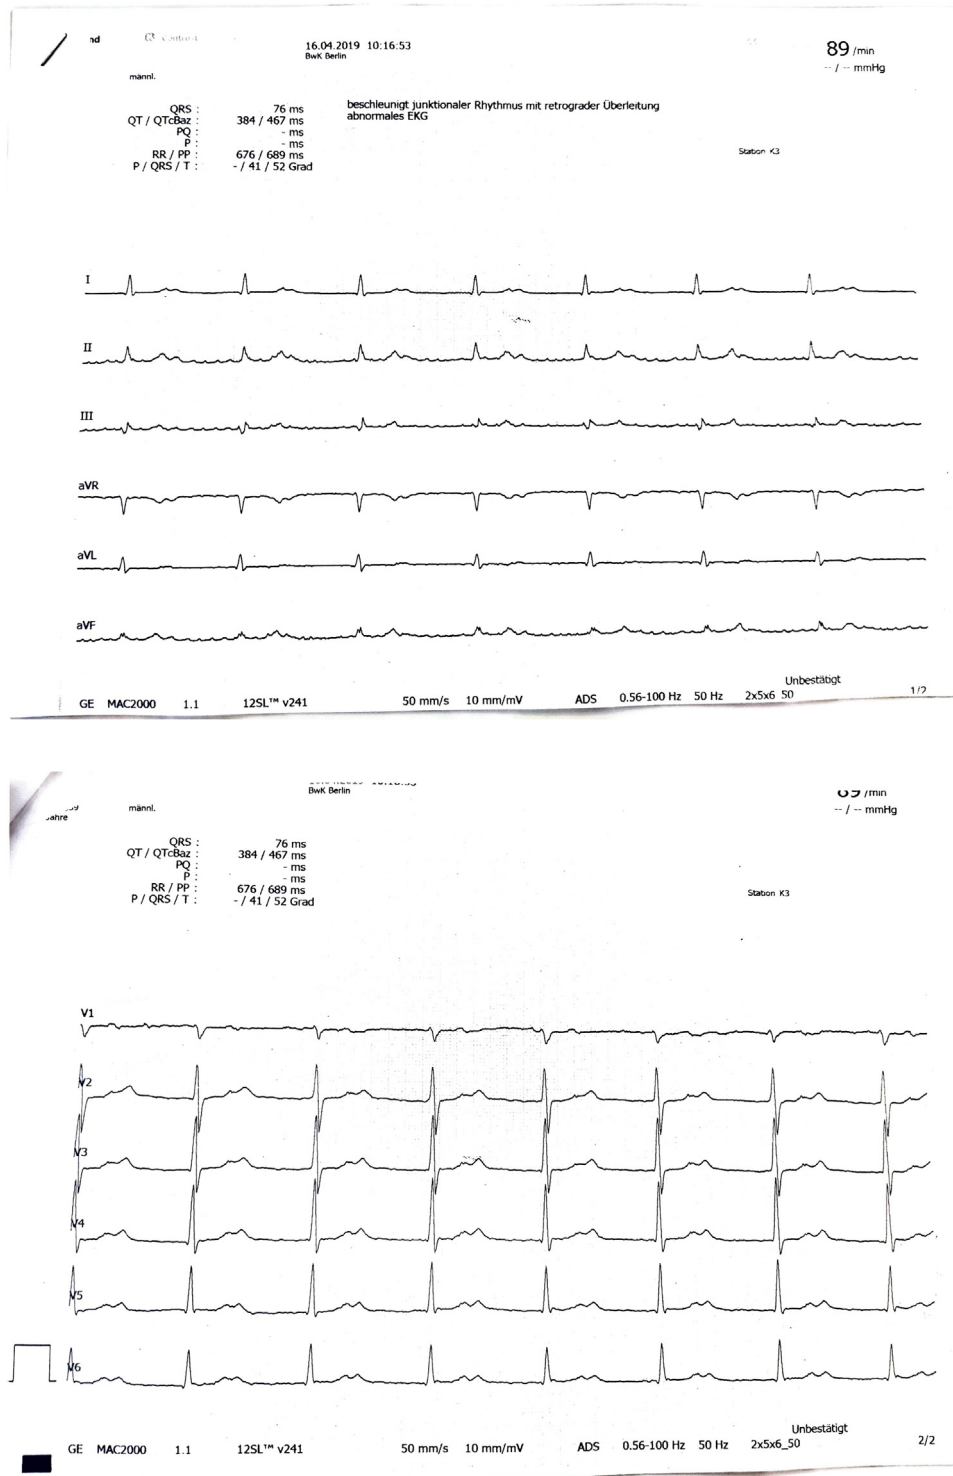 nd
16.04.2019 10:16:53
BwK Berlin
89 /min
-- / -- mmHg
männl.
QRS : 76 ms
QT / QTcBaz : 384 / 467 ms
PQ : - ms
P : - ms
RR / PP : 676 / 689 ms
P / QRS / T : - / 41 / 52 Grad
beschleunigt junktionaler Rhythmus mit retrograder Überleitung
abnormales EKG
Station K3
I
II
III
aVR
aVL
aVF
Unbestätigt
GE MAC2000 1.1 12SL™ v241 50 mm/s 10 mm/mV ADS 0.56-100 Hz 50 Hz 2x5x6_50 1/2
BwK Berlin
/min
-- / -- mmHg
männl.
QRS : 76 ms
QT / QTcBaz : 384 / 467 ms
PQ : - ms
P : - ms
RR / PP : 676 / 689 ms
P / QRS / T : - / 41 / 52 Grad
Station K3
V1
V2
V3
V4
V5
V6
Unbestätigt
GE MAC2000 1.1 12SL™ v241 50 mm/s 10 mm/mV ADS 0.56-100 Hz 50 Hz 2x5x6_50 2/2